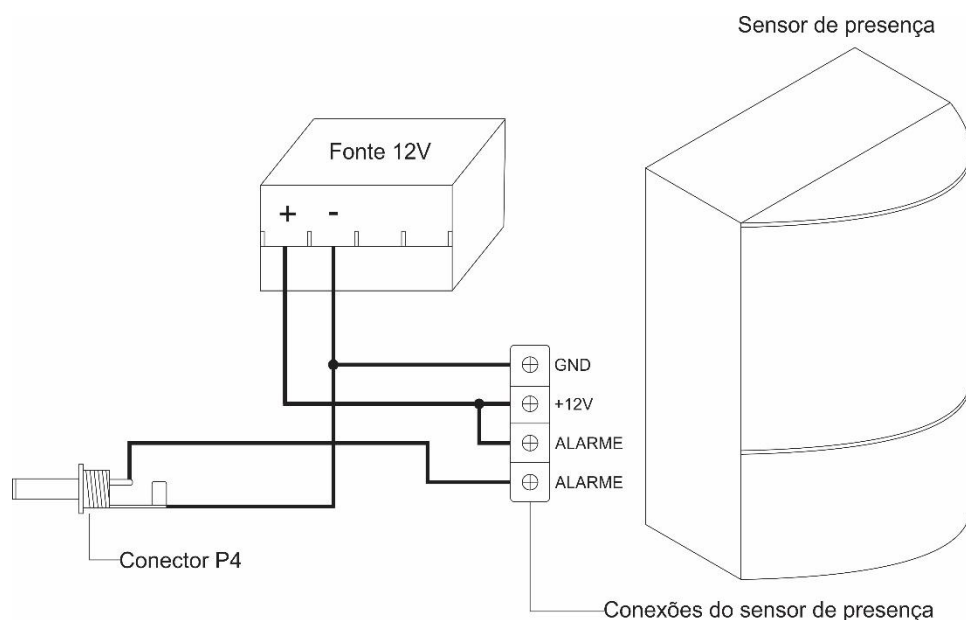 Sensor de presença
Fonte 12V
+ -
GND
+12V
ALARME
ALARME
Conector P4
Conexões do sensor de presença